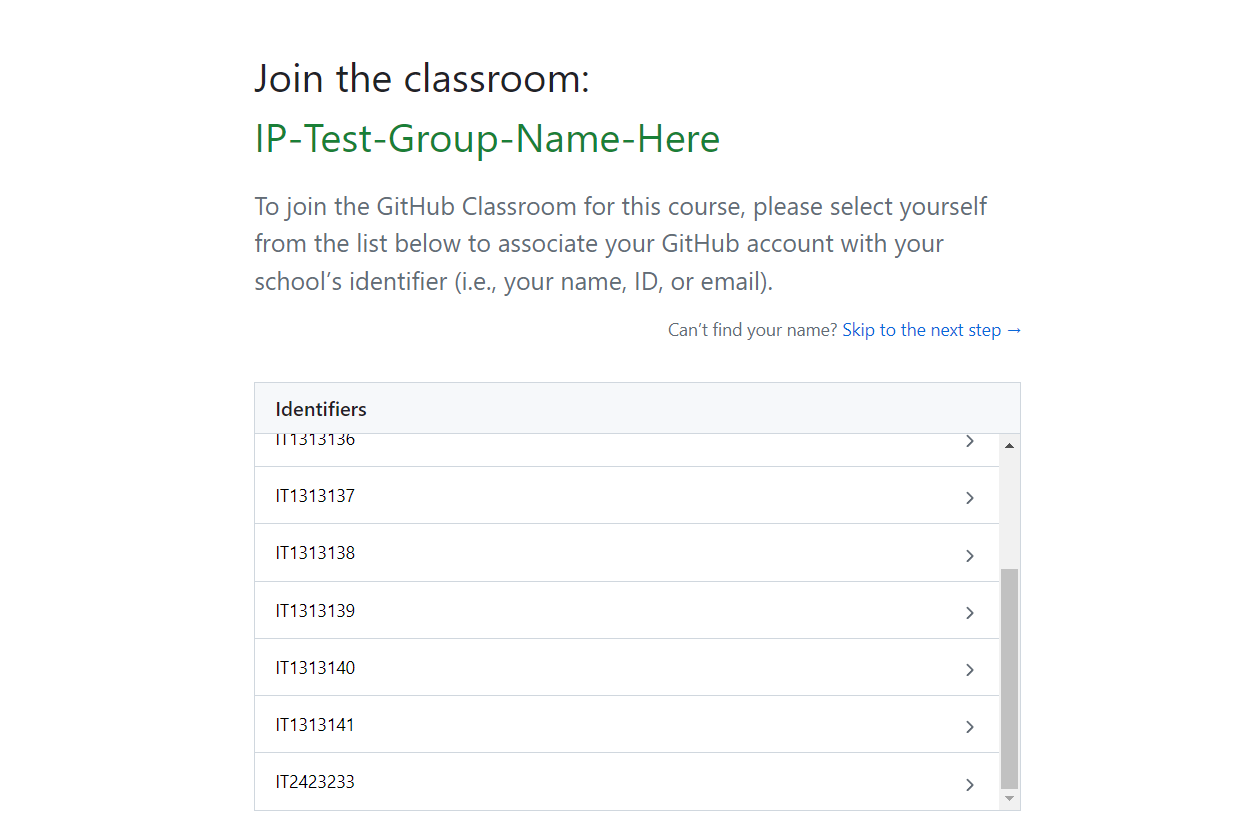 Join the classroom:
IP-Test-Group-Name-Here
To join the GitHub Classroom for this course, please select yourself
from the list below to associate your GitHub account with your
school’s identifier (i.e., your name, ID, or email).
Can’t find your name? Skip to the next step →
Identifiers
IT1313136
IT1313137
IT1313138
IT1313139
IT1313140
IT1313141
IT2423233